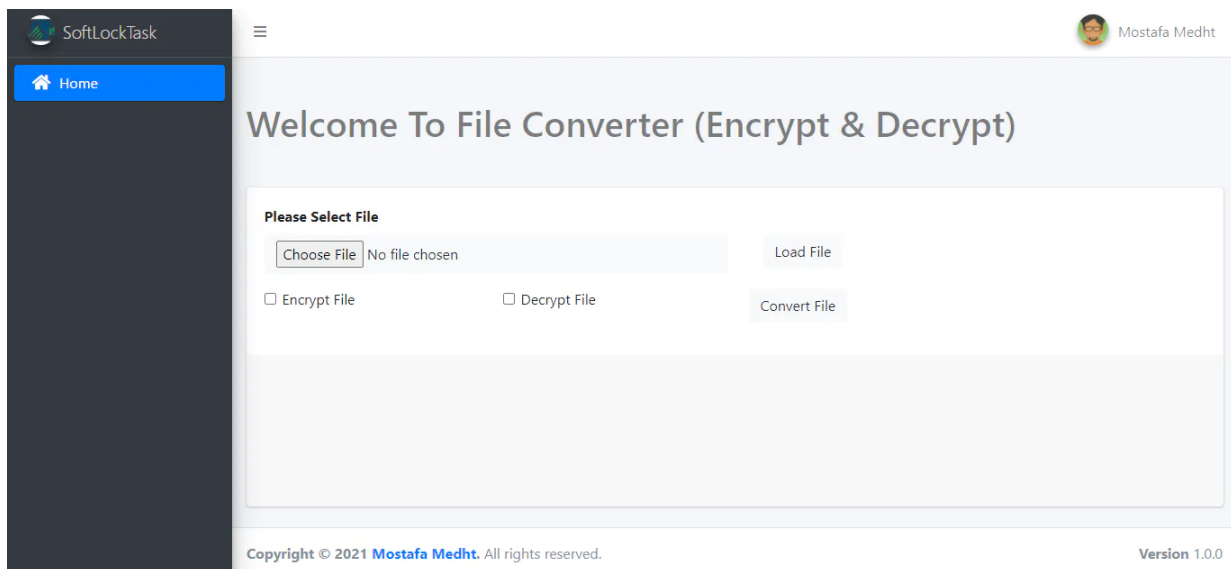 SoftLockTask
Mostafa Medht
Home
Welcome To File Converter (Encrypt & Decrypt)
Please Select File
Choose File No file chosen
Load File
Encrypt File
Decrypt File
Convert File
Copyright © 2021 Mostafa Medht. All rights reserved.
Version 1.0.0